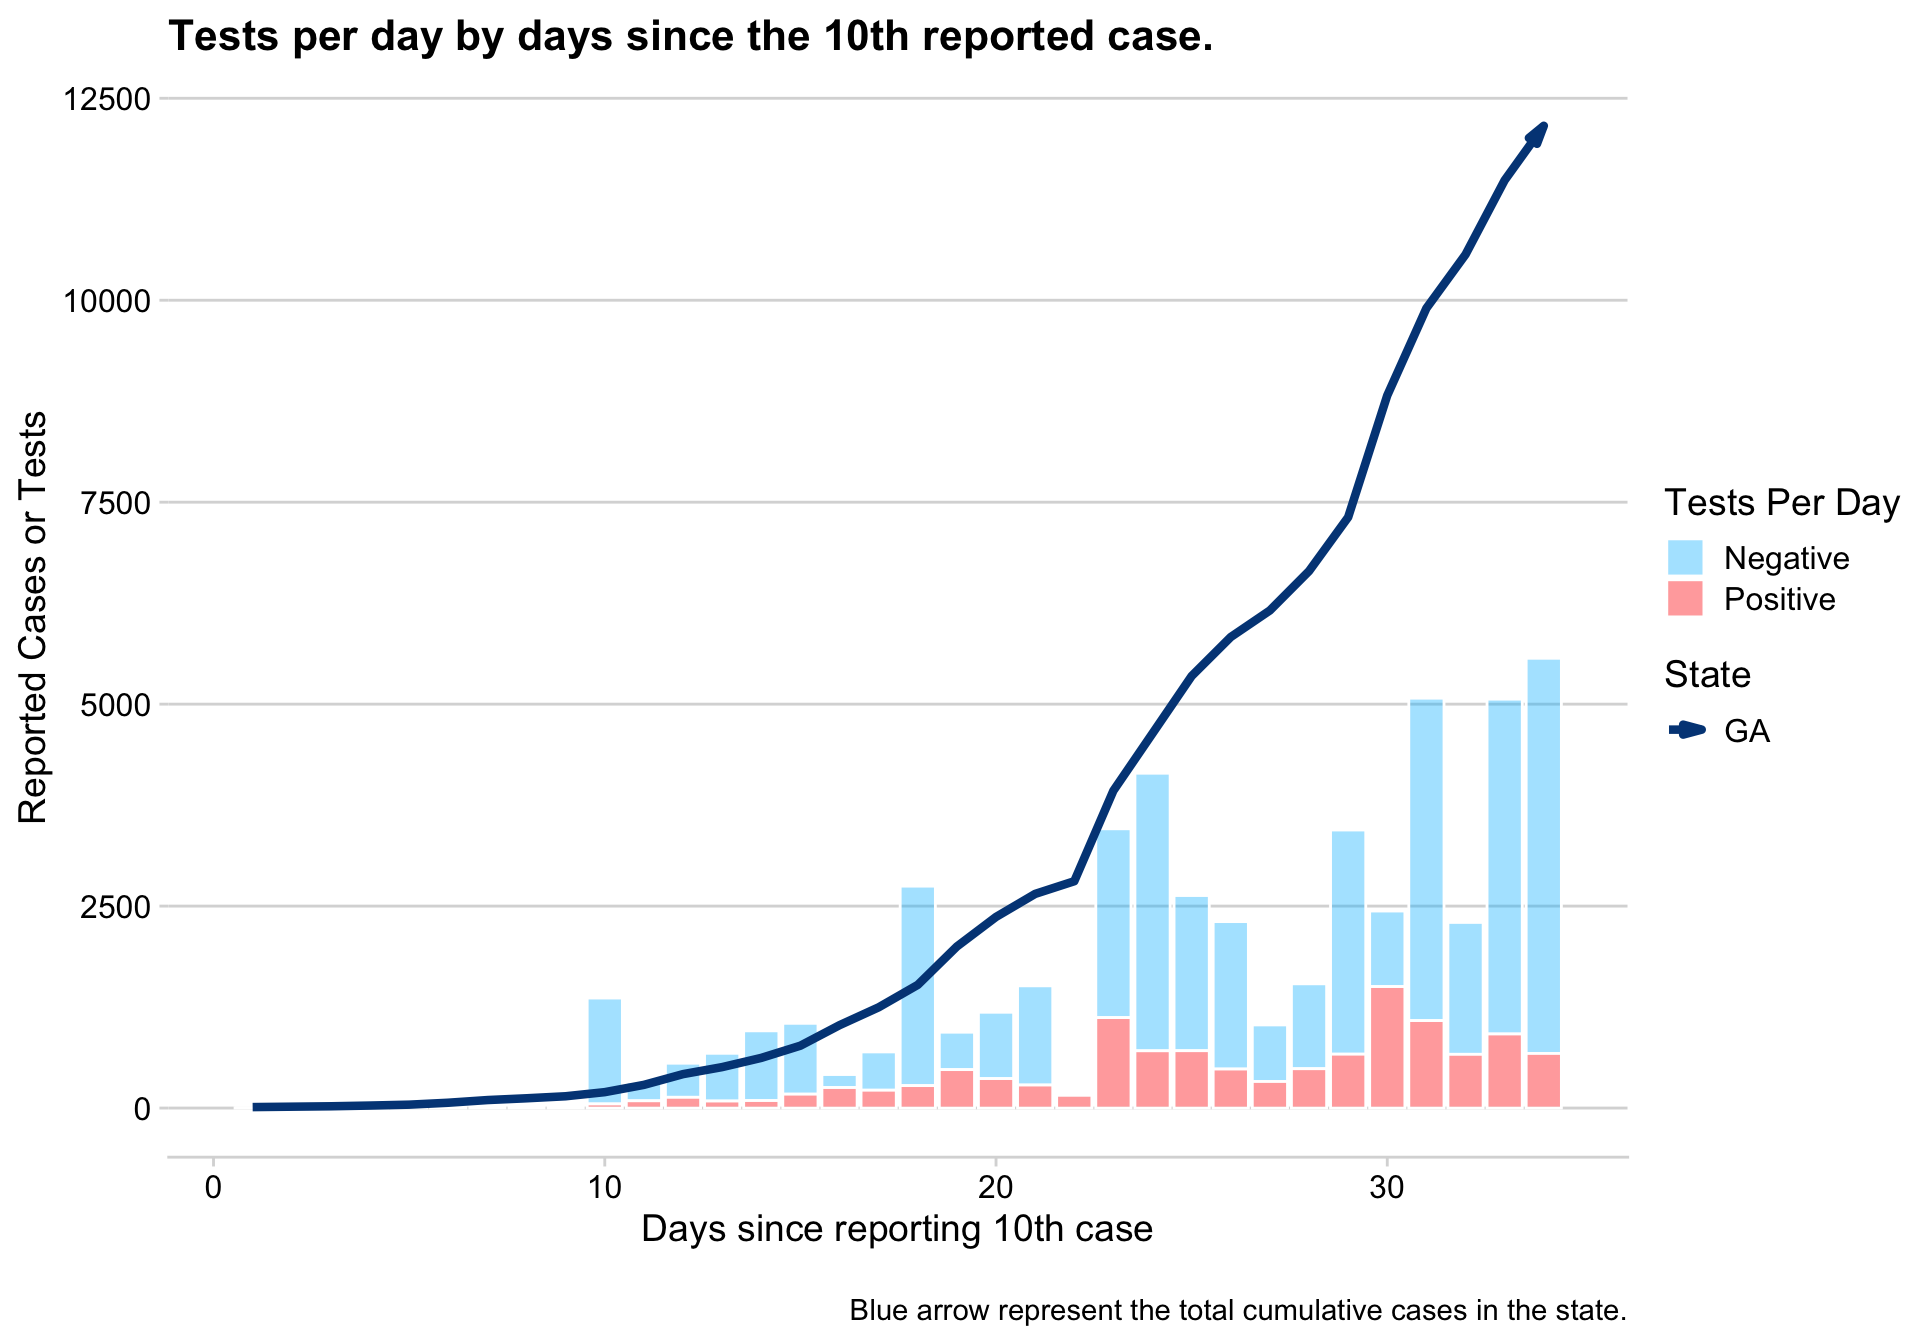 Tests per day by days since the 10th reported case.
12500
10000
7500
5000
2500
0
Reported Cases or Tests
0 10 20 30
Days since reporting 10th case
Tests Per Day
Negative
Positive
State
GA
Blue arrow represent the total cumulative cases in the state.